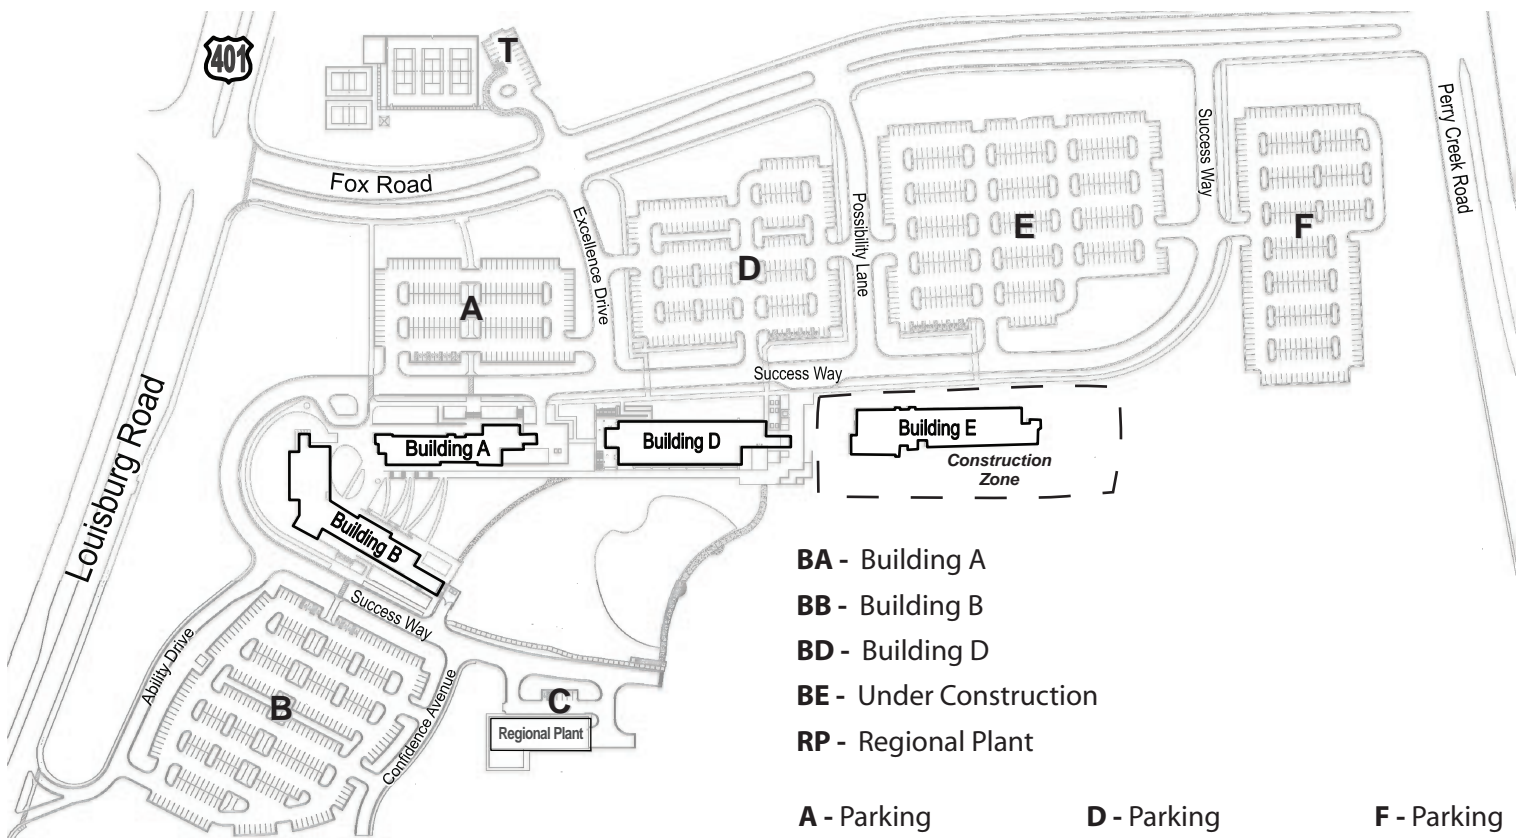 401
T
Fox Road
Excellence Drive
Possibility Lane
Success Way
Perry Creek Road
A
D
E
F
Success Way
Louisburg Road
Building A
Building D
Building E
Construction
Zone
Building B
Success Way
Ability Drive
B
Confidence Avenue
C
Regional Plant
BA - Building A
BB - Building B
BD - Building D
BE - Under Construction
RP - Regional Plant
A - Parking
D - Parking
F - Parking